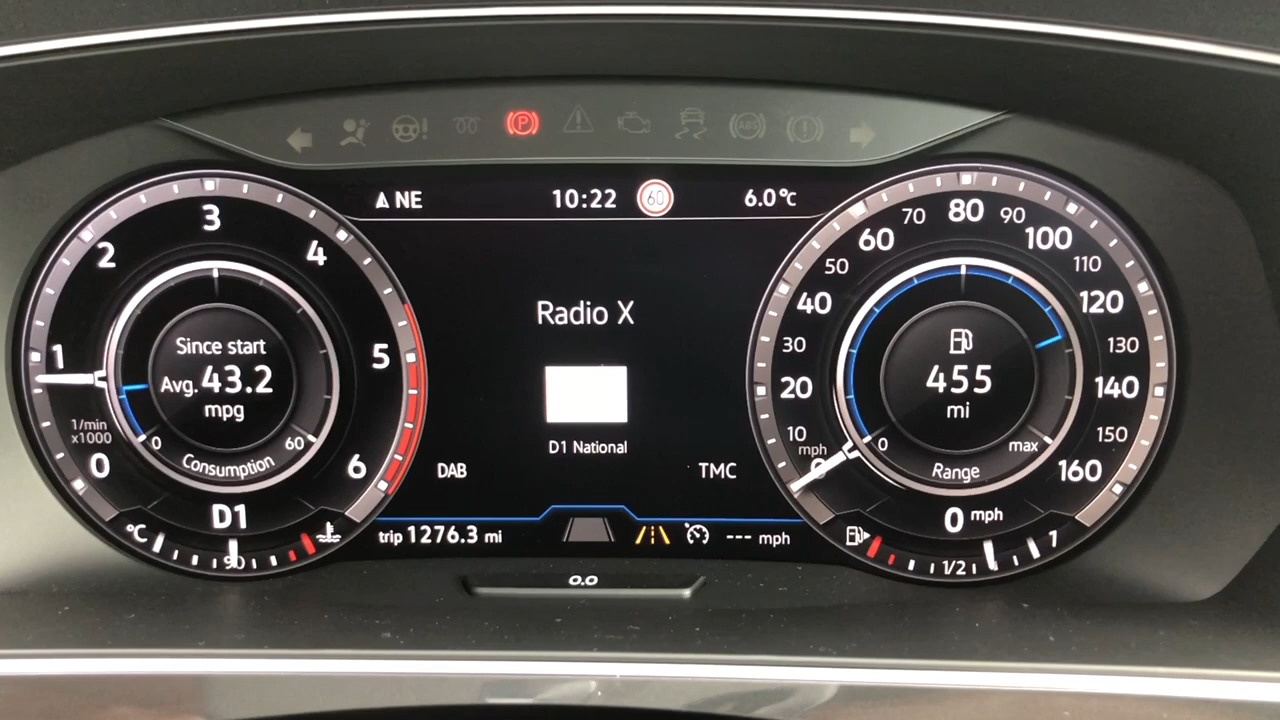 P
ABS
NE
10:22
60
6.0°C
0
1
2
3
4
5
6
1/min
x1000
Since start
Avg. 43.2
mpg
0
60
Consumption
D1
°C
90
Radio X
D1 National
DAB
TMC
trip 1276.3 mi
--- mph
0.0
0
10
20
30
40
50
60
70
80
90
100
110
120
130
140
150
160
mph
455
mi
0
max
Range
0 mph
1/2
1